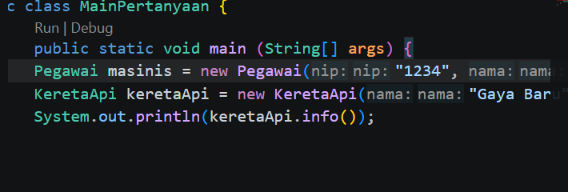 c class MainPertanyaan {
Run | Debug
public static void main (String[] args) {
Pegawai masinis = new Pegawai(nip: nip: "1234", nama: nama
KeretaApi keretaApi = new KeretaApi(nama: nama: "Gaya Baru"
System.out.println(keretaApi.info());